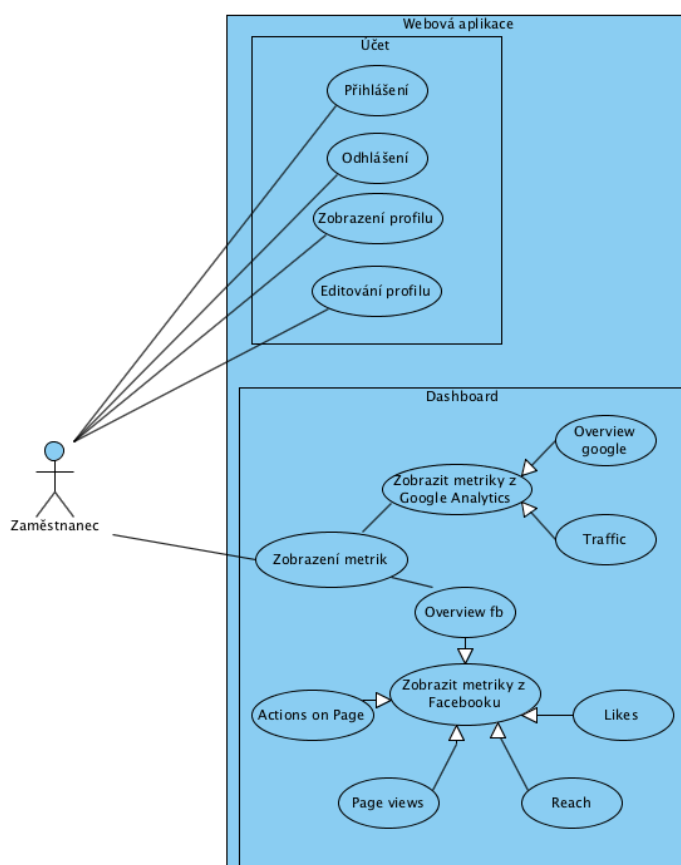 Webová aplikace
Účet
Přihlášení
Odhlášení
Zobrazení profilu
Editování profilu
Dashboard
Overview
google
Zobrazit metriky z
Google Analytics
Traffic
Zaměstnanec
Zobrazení metrik
Overview fb
Zobrazit metriky z
Facebooku
Actions on Page
Likes
Page views
Reach